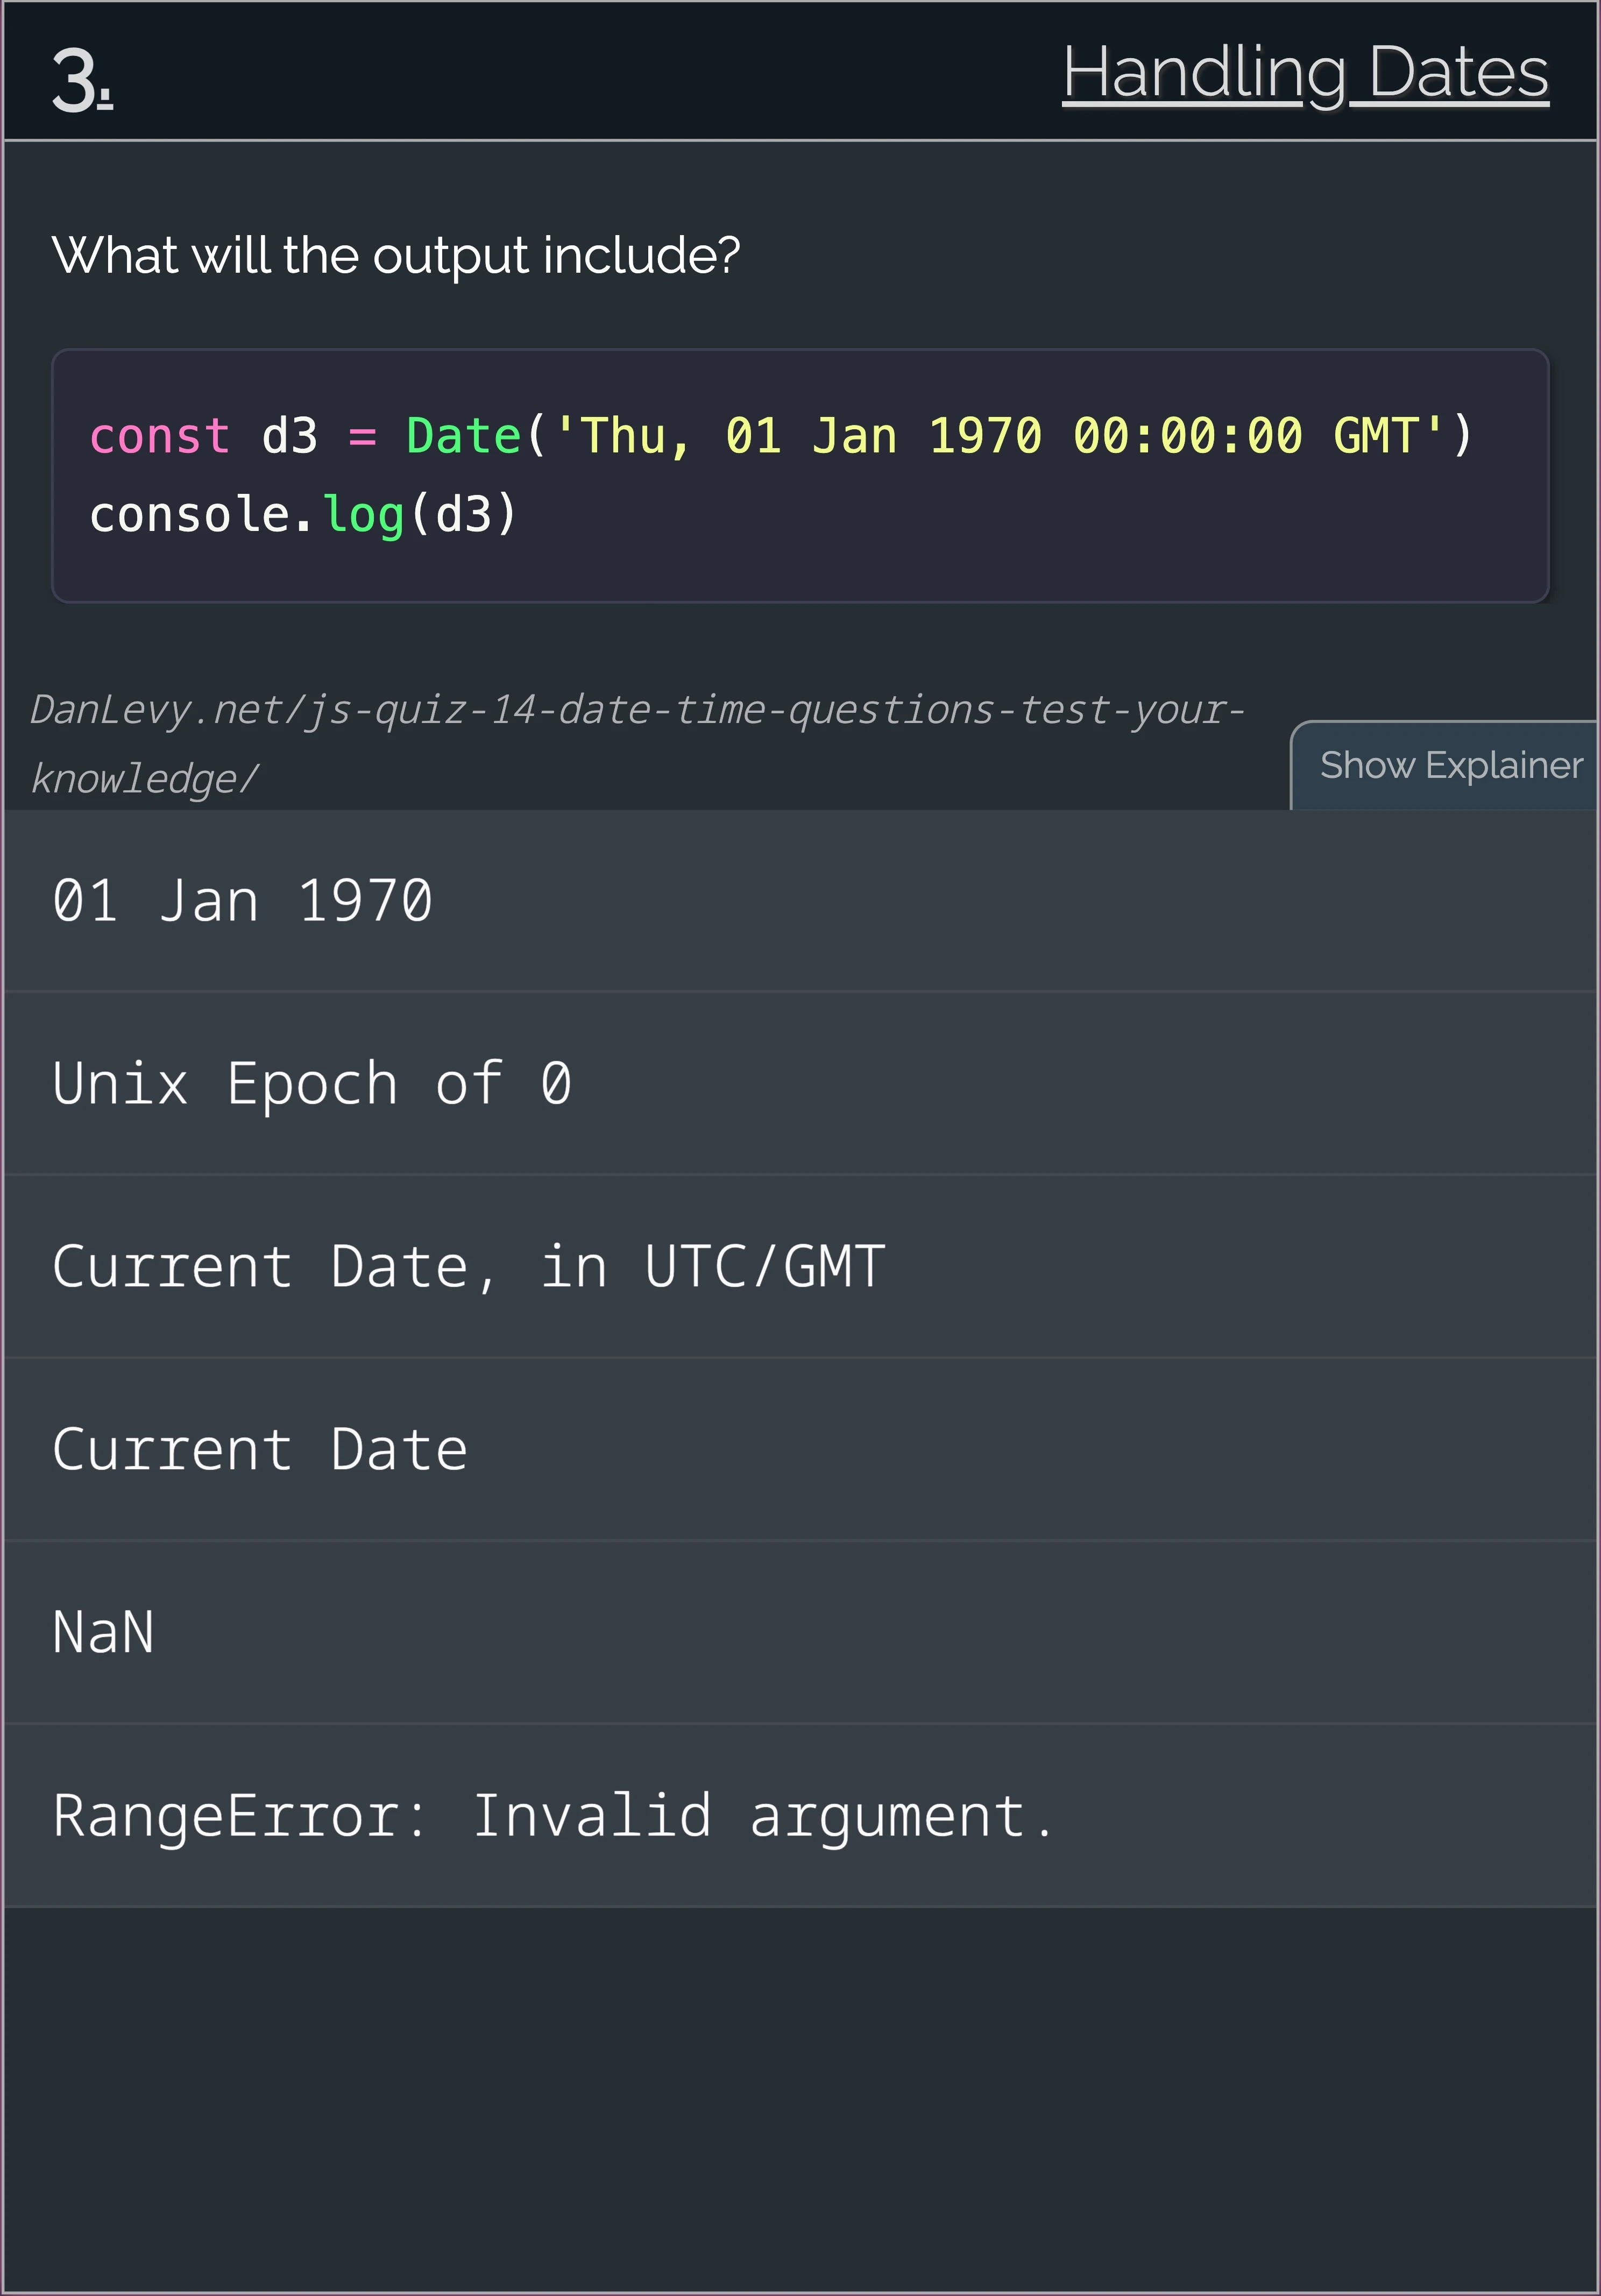 3.
Handling Dates
What will the output include?
const d3 = Date('Thu, 01 Jan 1970 00:00:00 GMT')
console.log(d3)
DanLevy.net/js-quiz-14-date-time-questions-test-your-
knowledge/
Show Explainer
01 Jan 1970
Unix Epoch of 0
Current Date, in UTC/GMT
Current Date
NaN
RangeError: Invalid argument.